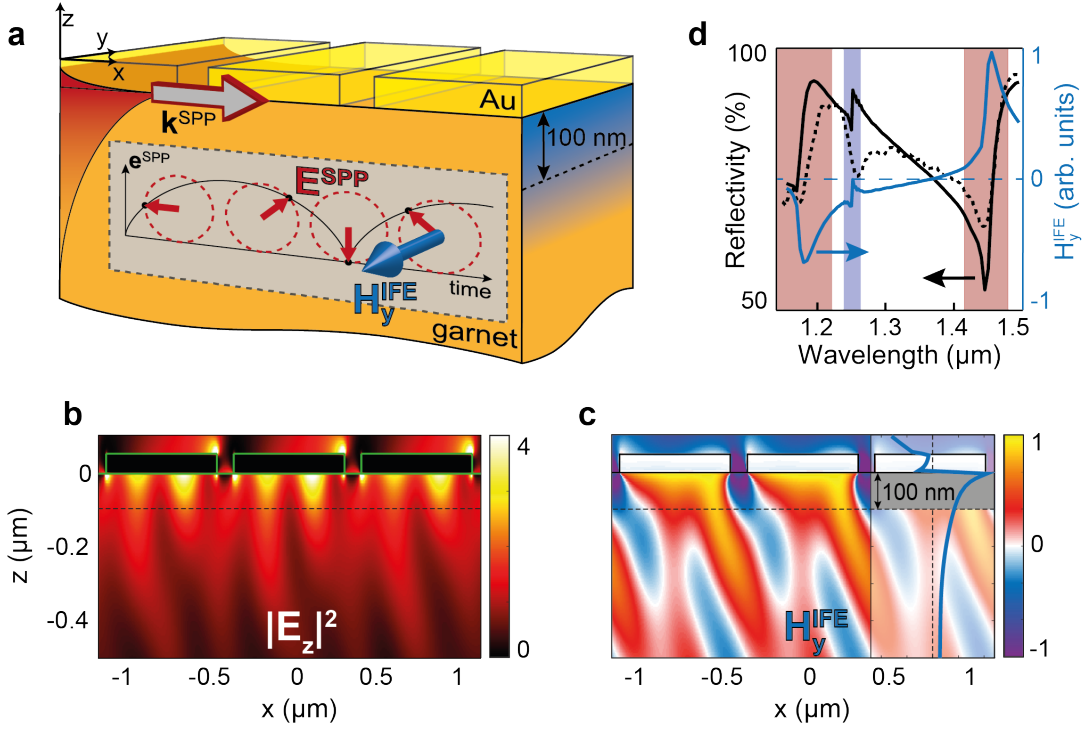 a
z
y
x
k^SPP
Au
100 nm
e^SPP
E^SPP
H_y^IFE
time
garnet
d
100
50
Reflectivity (%)
1
0
-1
H_y^IFE (arb. units)
1.2
1.3
1.4
1.5
Wavelength (μm)
b
0
-0.2
-0.4
z (μm)
|E_z|²
4
0
-1
-0.5
0
0.5
1
x (μm)
c
100 nm
H_y^IFE
1
0
-1
-1
-0.5
0
0.5
0.5
1
x (μm)